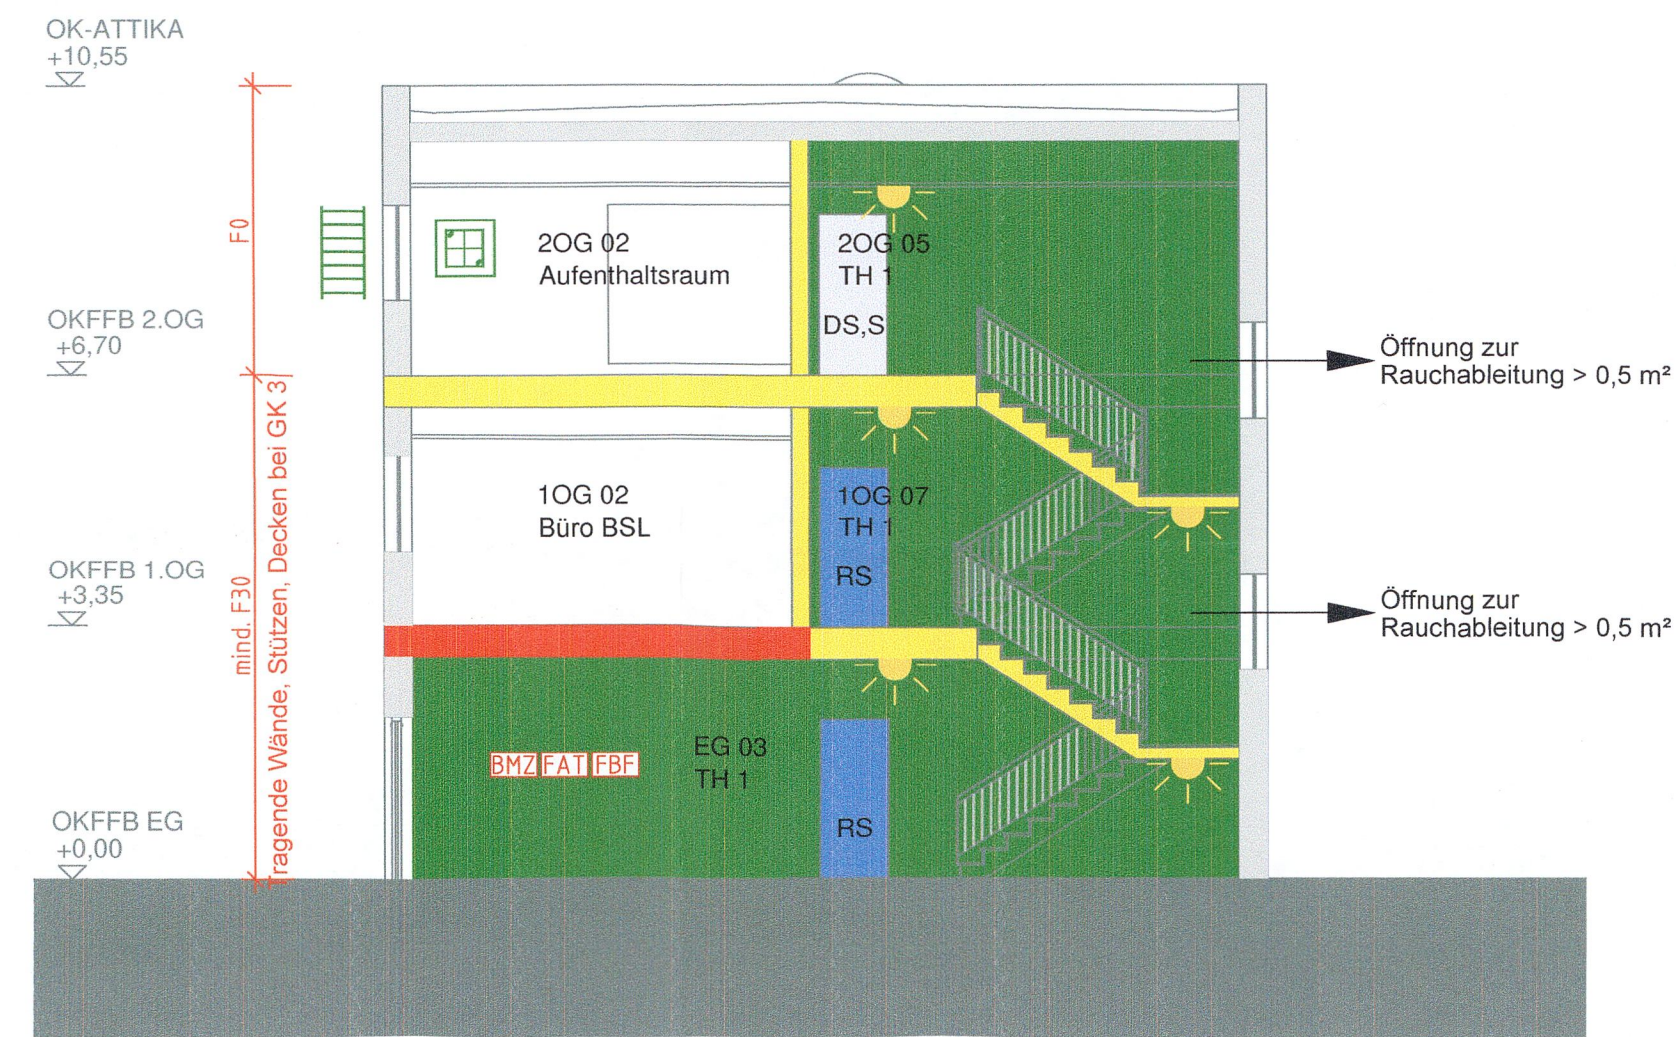 OK-ATTIKA
+10,55
F0
2OG 02
Aufenthaltsraum
2OG 05
TH 1
DS,S
OKFFB 2.OG
+6,70
Öffnung zur
Rauchableitung > 0,5 m²
mind. F30
Tragende Wände, Stützen, Decken bei GK 3
1OG 02
Büro BSL
1OG 07
TH 1
RS
OKFFB 1.OG
+3,35
Öffnung zur
Rauchableitung > 0,5 m²
BMZ FAT FBF
EG 03
TH 1
RS
OKFFB EG
+0,00